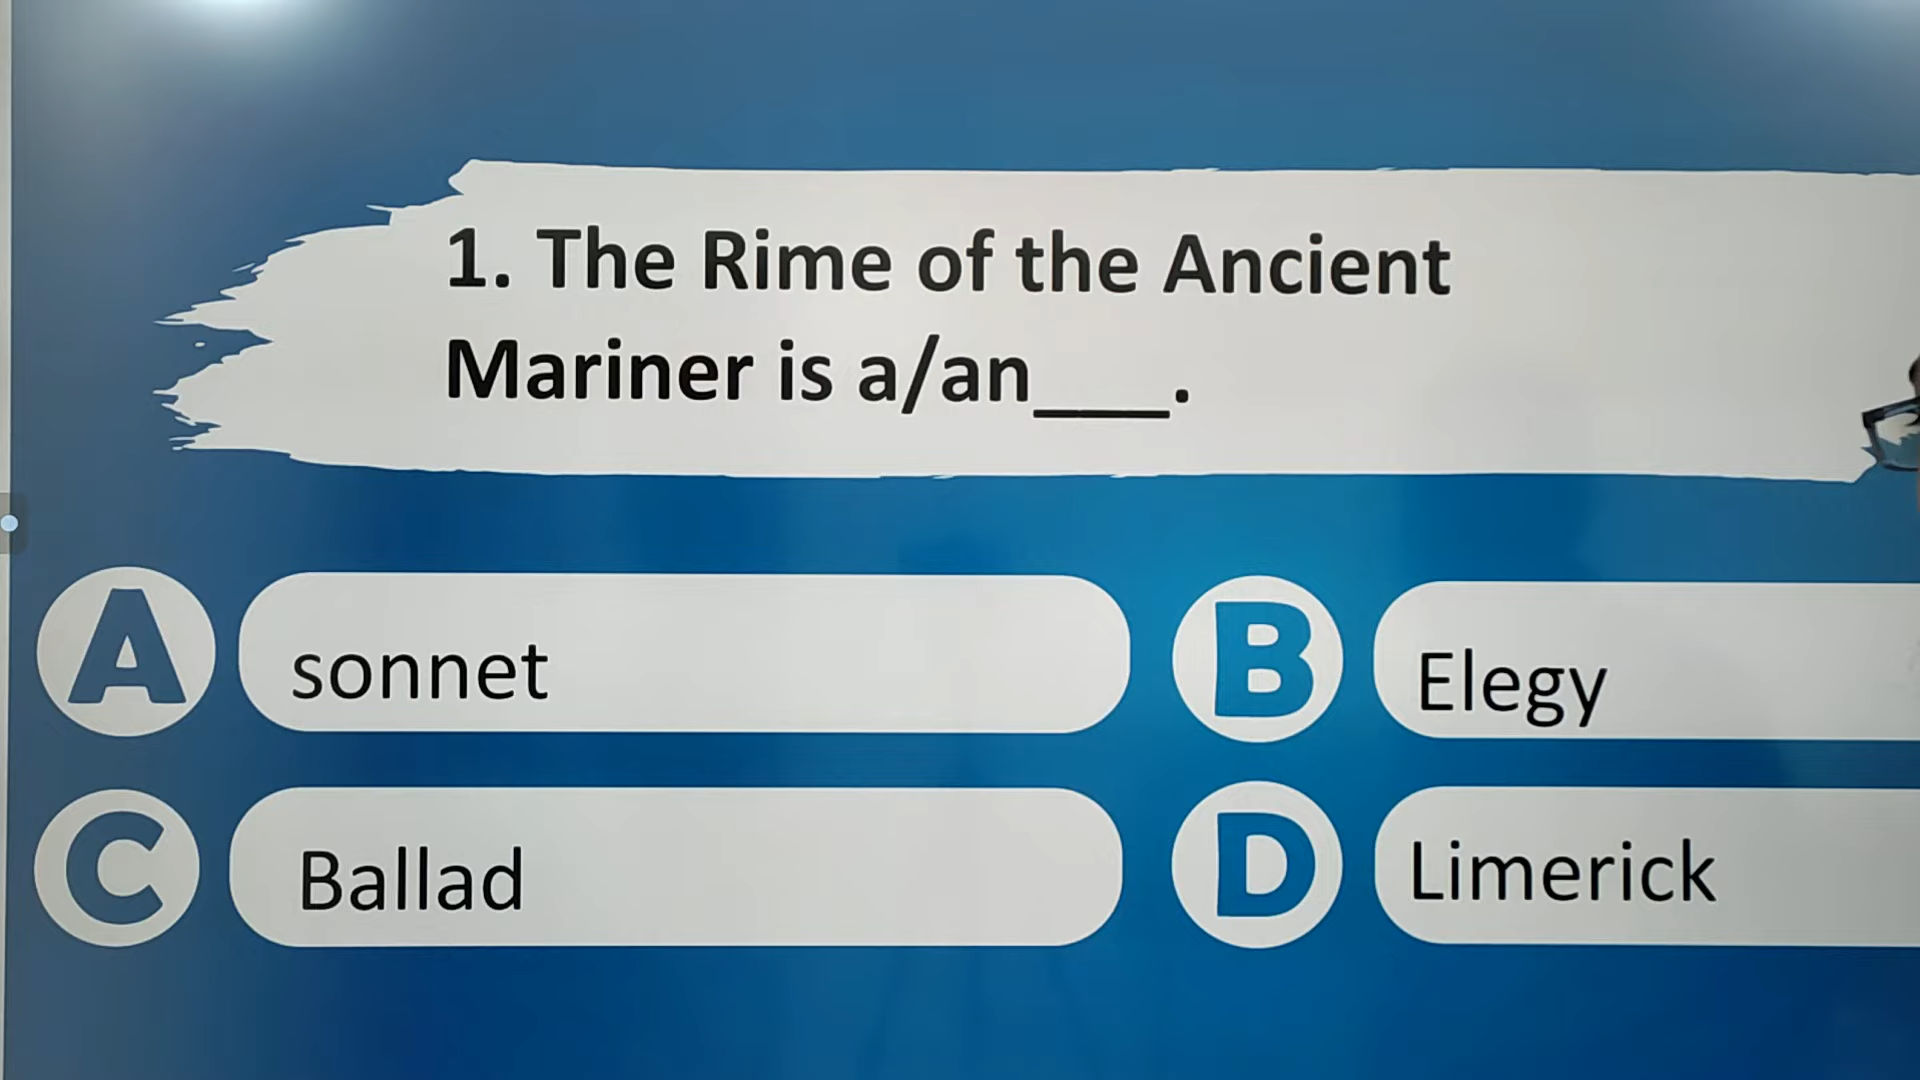 1. The Rime of the Ancient
Mariner is a/an___.
A
sonnet
B
Elegy
C
Ballad
D
Limerick